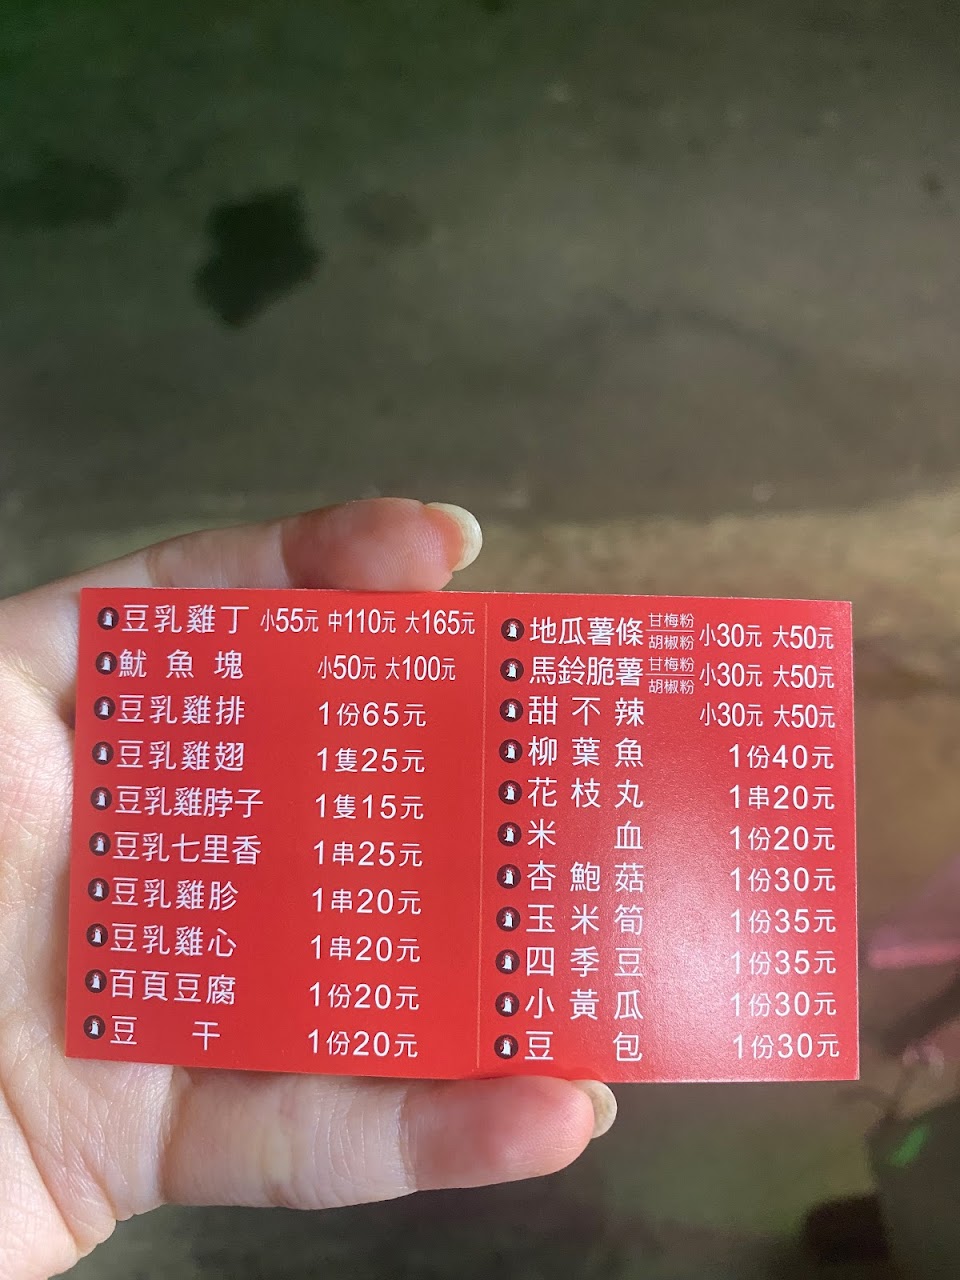 豆乳雞丁 小55元 中110元 大165元
魷魚塊 小50元 大100元
豆乳雞排 1份65元
豆乳雞翅 1隻25元
豆乳雞脖子 1隻15元
豆乳七里香 1串25元
豆乳雞胗 1串20元
豆乳雞心 1串20元
百頁豆腐 1份20元
豆干 1份20元
地瓜薯條 甘梅粉 胡椒粉 小30元 大50元
馬鈴脆薯 甘梅粉 胡椒粉 小30元 大50元
甜不辣 小30元 大50元
柳葉魚 1份40元
花枝丸 1串20元
米血 1份20元
杏鮑菇 1份30元
玉米筍 1份35元
四季豆 1份35元
小黃瓜 1份30元
豆包 1份30元